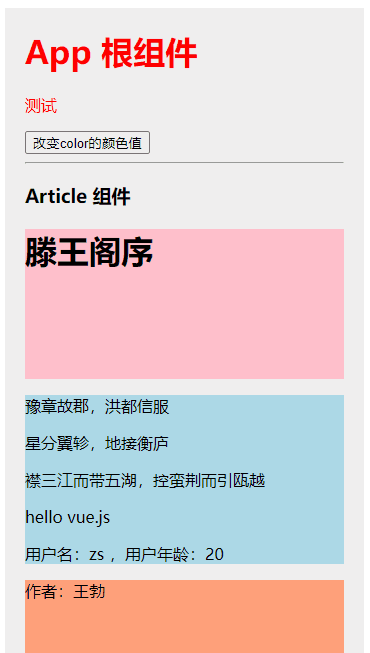 App 根组件
测试
改变color的颜色值
Article 组件
滕王阁序
豫章故郡，洪都信服
星分翼轸，地接衡庐
襟三江而带五湖，控蛮荆而引瓯越
hello vue.js
用户名：zs ，用户年龄：20
作者：王勃